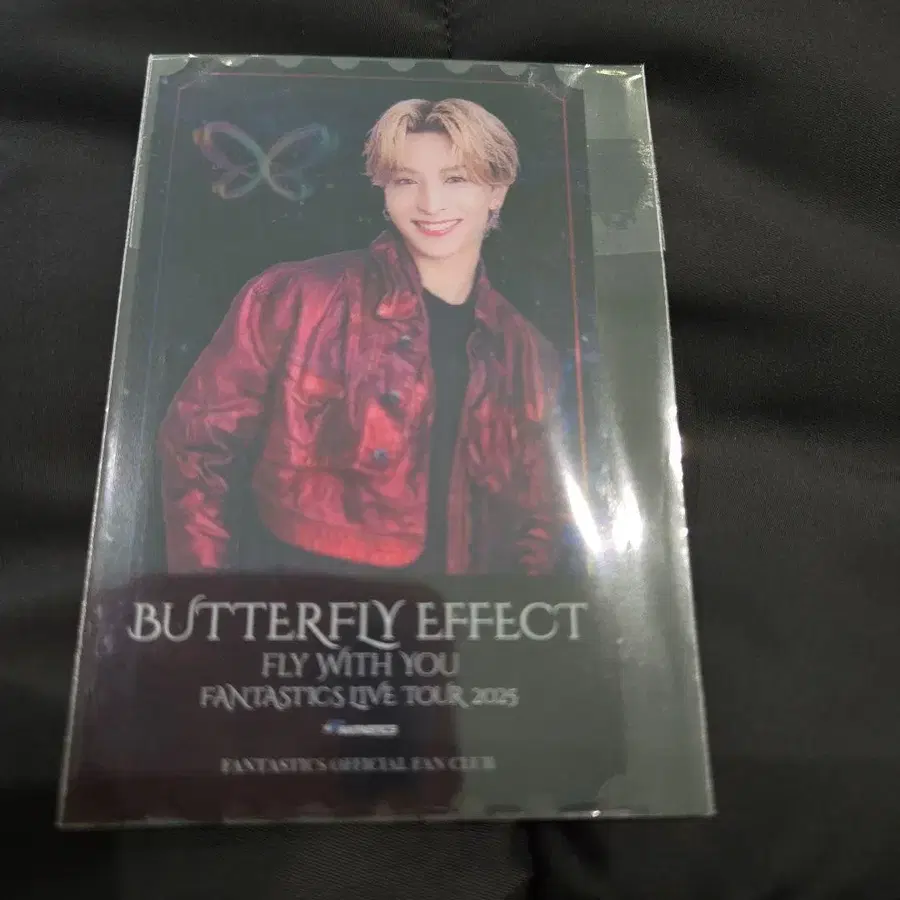 BUTTERFLY EFFECT
FLY WITH YOU
FANTASTICS LIVE TOUR 2025
FANTASTICS OFFICIAL FAN CLUB